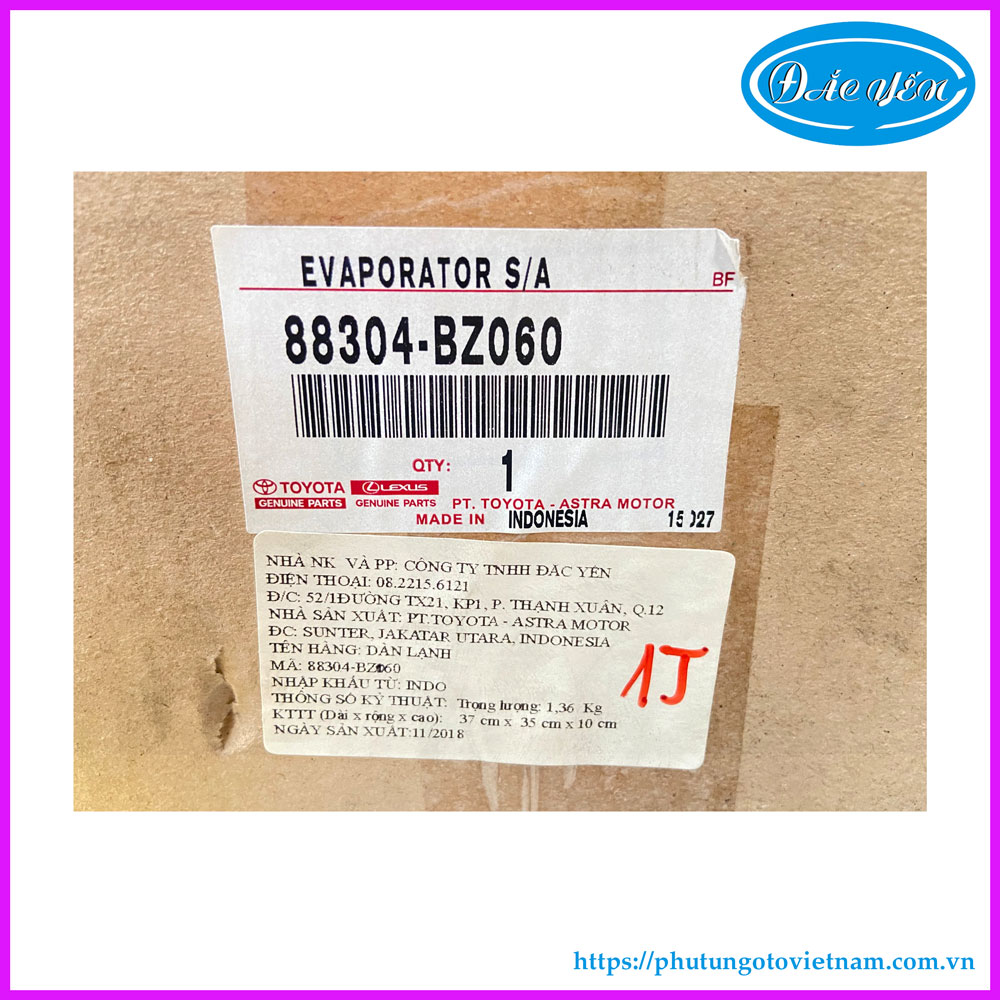 ĐẮC YẾN
EVAPORATOR S/A
BF
88304-BZ060
QTY: 1
TOYOTA LEXUS
GENUINE PARTS GENUINE PARTS PT. TOYOTA - ASTRA MOTOR
MADE IN INDONESIA 15027
NHÀ NK VÀ PP: CÔNG TY TNHH ĐẮC YẾN
ĐIỆN THOẠI: 08.2215.6121
Đ/C: 52/1ĐƯỜNG TX21, KP1, P. THẠNH XUÂN, Q.12
NHÀ SẢN XUẤT: PT.TOYOTA - ASTRA MOTOR
ĐC: SUNTER, JAKATAR UTARA, INDONESIA
TÊN HÀNG: DÀN LẠNH
MÃ: 88304-BZ060
NHẬP KHẨU TỪ: INDO
THÔNG SỐ KỸ THUẬT: Trọng lượng: 1,36 Kg
KTTT (Dài x rộng x cao): 37 cm x 35 cm x 10 cm
NGÀY SẢN XUẤT:11/2018
1J
https://phutungotovietnam.com.vn